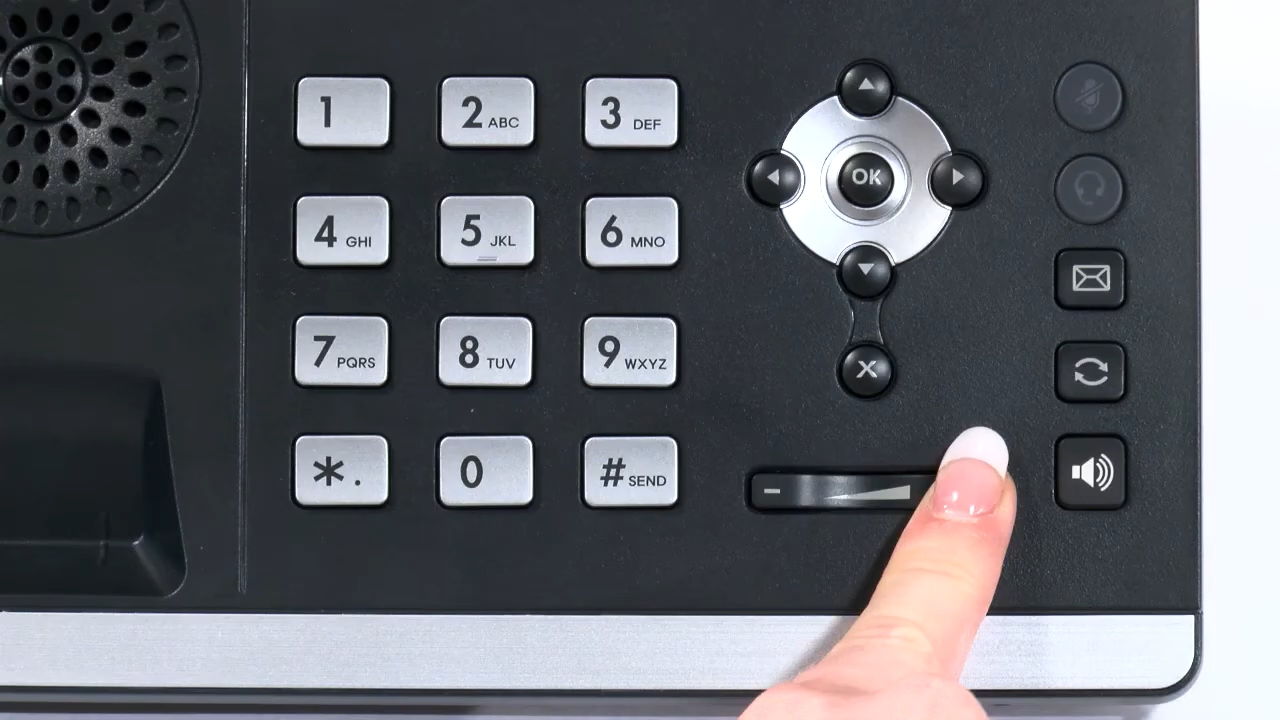 1 2 ABC 3 DEF
OK
4 GHI 5 JKL 6 MNO
7 PQRS 8 TUV 9 WXYZ
X
*. 0 # SEND
-